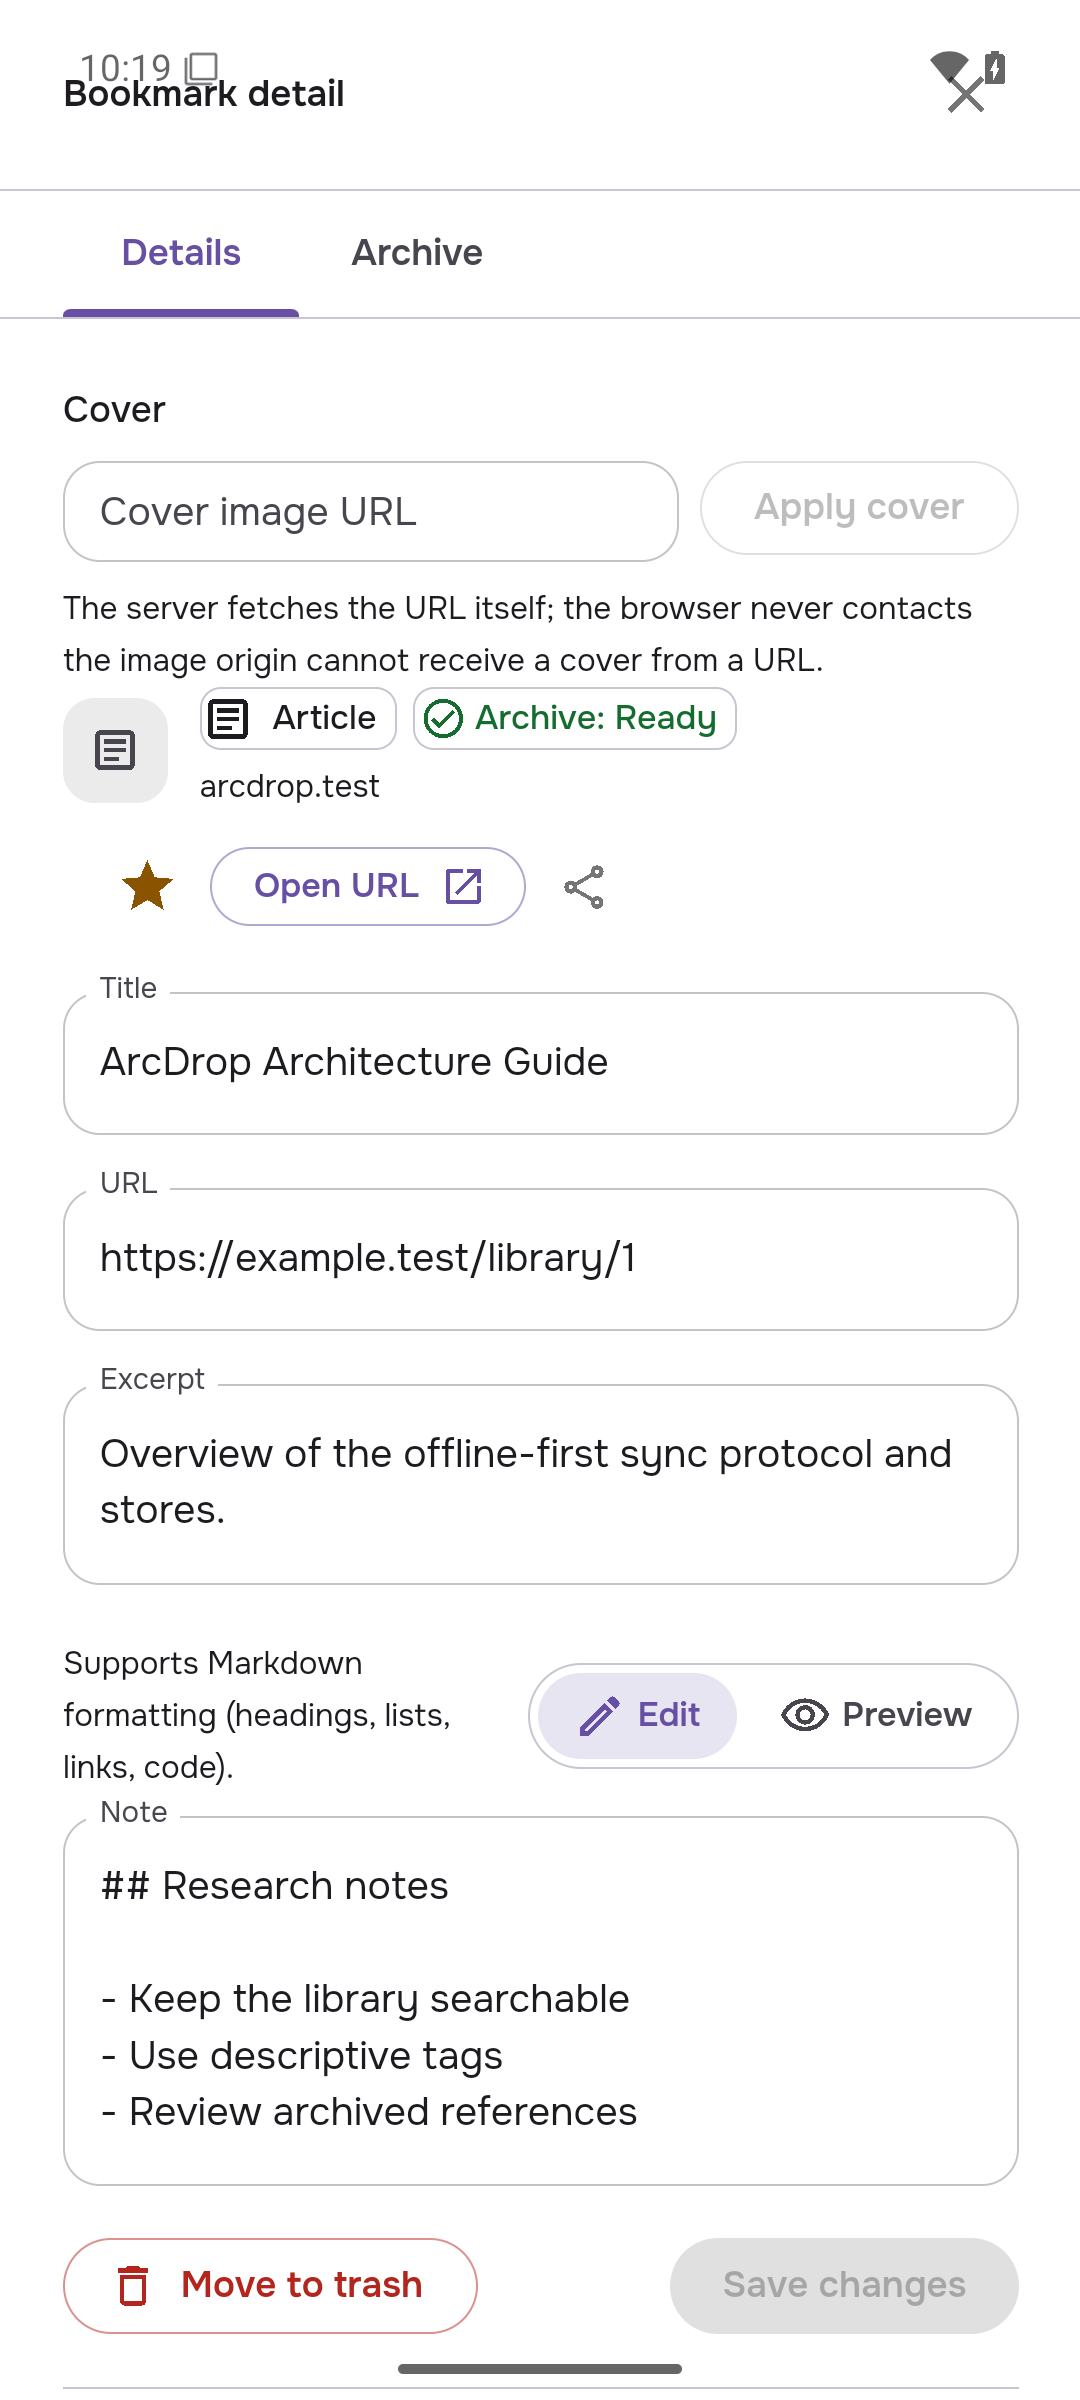 10:19
Bookmark detail
Details
Archive
Cover
Cover image URL
Apply cover
The server fetches the URL itself; the browser never contacts
the image origin cannot receive a cover from a URL.
Article
Archive: Ready
arcdrop.test
Open URL
Title
ArcDrop Architecture Guide
URL
https://example.test/library/1
Excerpt
Overview of the offline-first sync protocol and
stores.
Supports Markdown
formatting (headings, lists,
links, code).
Edit
Preview
Note
## Research notes
- Keep the library searchable
- Use descriptive tags
- Review archived references
Move to trash
Save changes